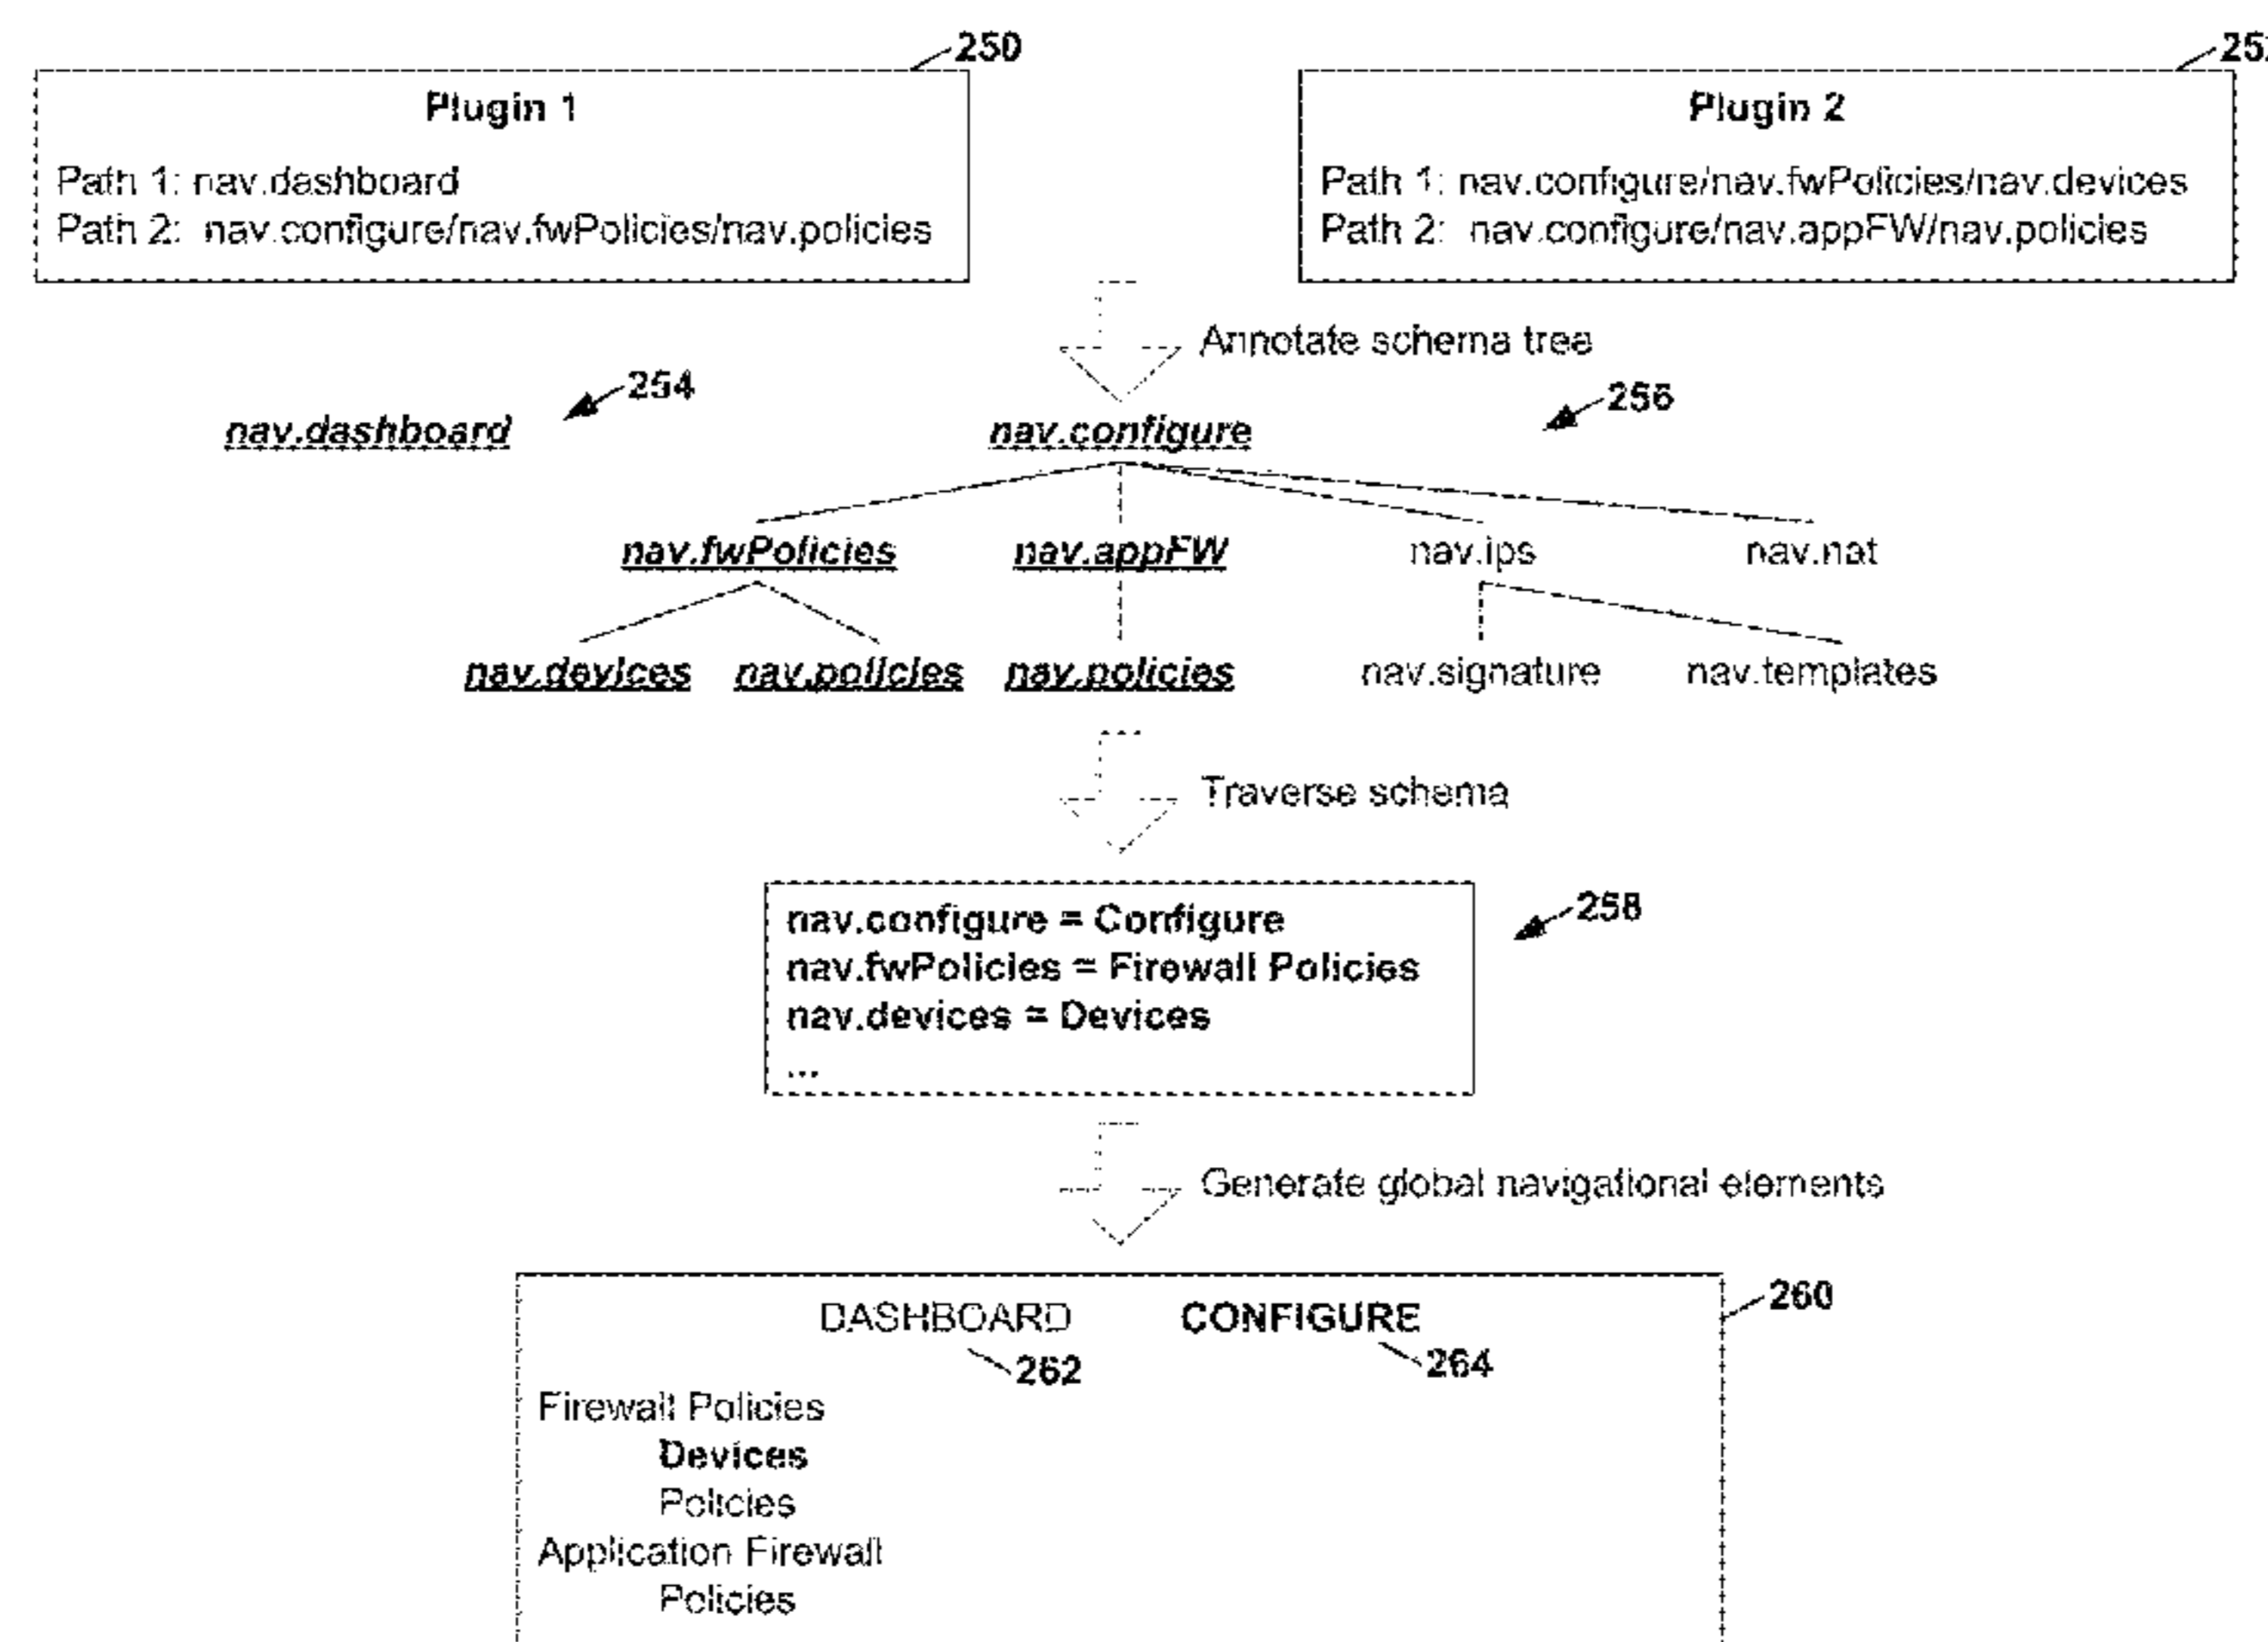 250
25
Plugin 1
Plugin 2
Path 1: nav.dashboard
Path 2: nav.configure/nav.fwPolicies/nav.policies
Path 1: nav.configure/nav.fwPolicies/nav.devices
Path 2: nav.configure/nav.appFW/nav.policies
Annotate schema tree
254
256
nav.dashboard
nav.configure
nav.fwPolicies nav.appFW nav.ips nav.nat
nav.devices nav.policies nav.policies nav.signature nav.templates
Traverse schema
258
nav.configure = Configure
nav.fwPolicies = Firewall Policies
nav.devices = Devices
...
Generate global navigational elements
260
DASHBOARD CONFIGURE
262 264
Firewall Policies
Devices
Policies
Application Firewall
Policies